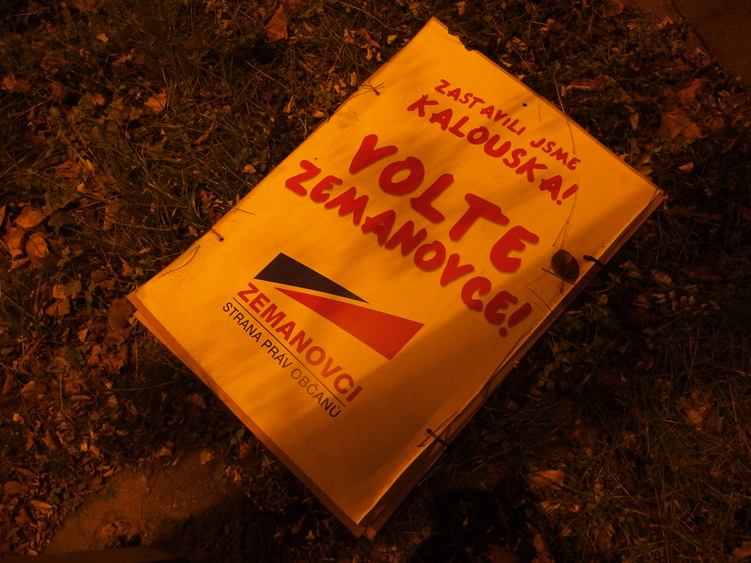 ZASTAVILI JSME
KALOUSKA!
VOLTE
ZEMANOVCE!
ZEMANOVCI
STRANA PRÁV OBČANŮ